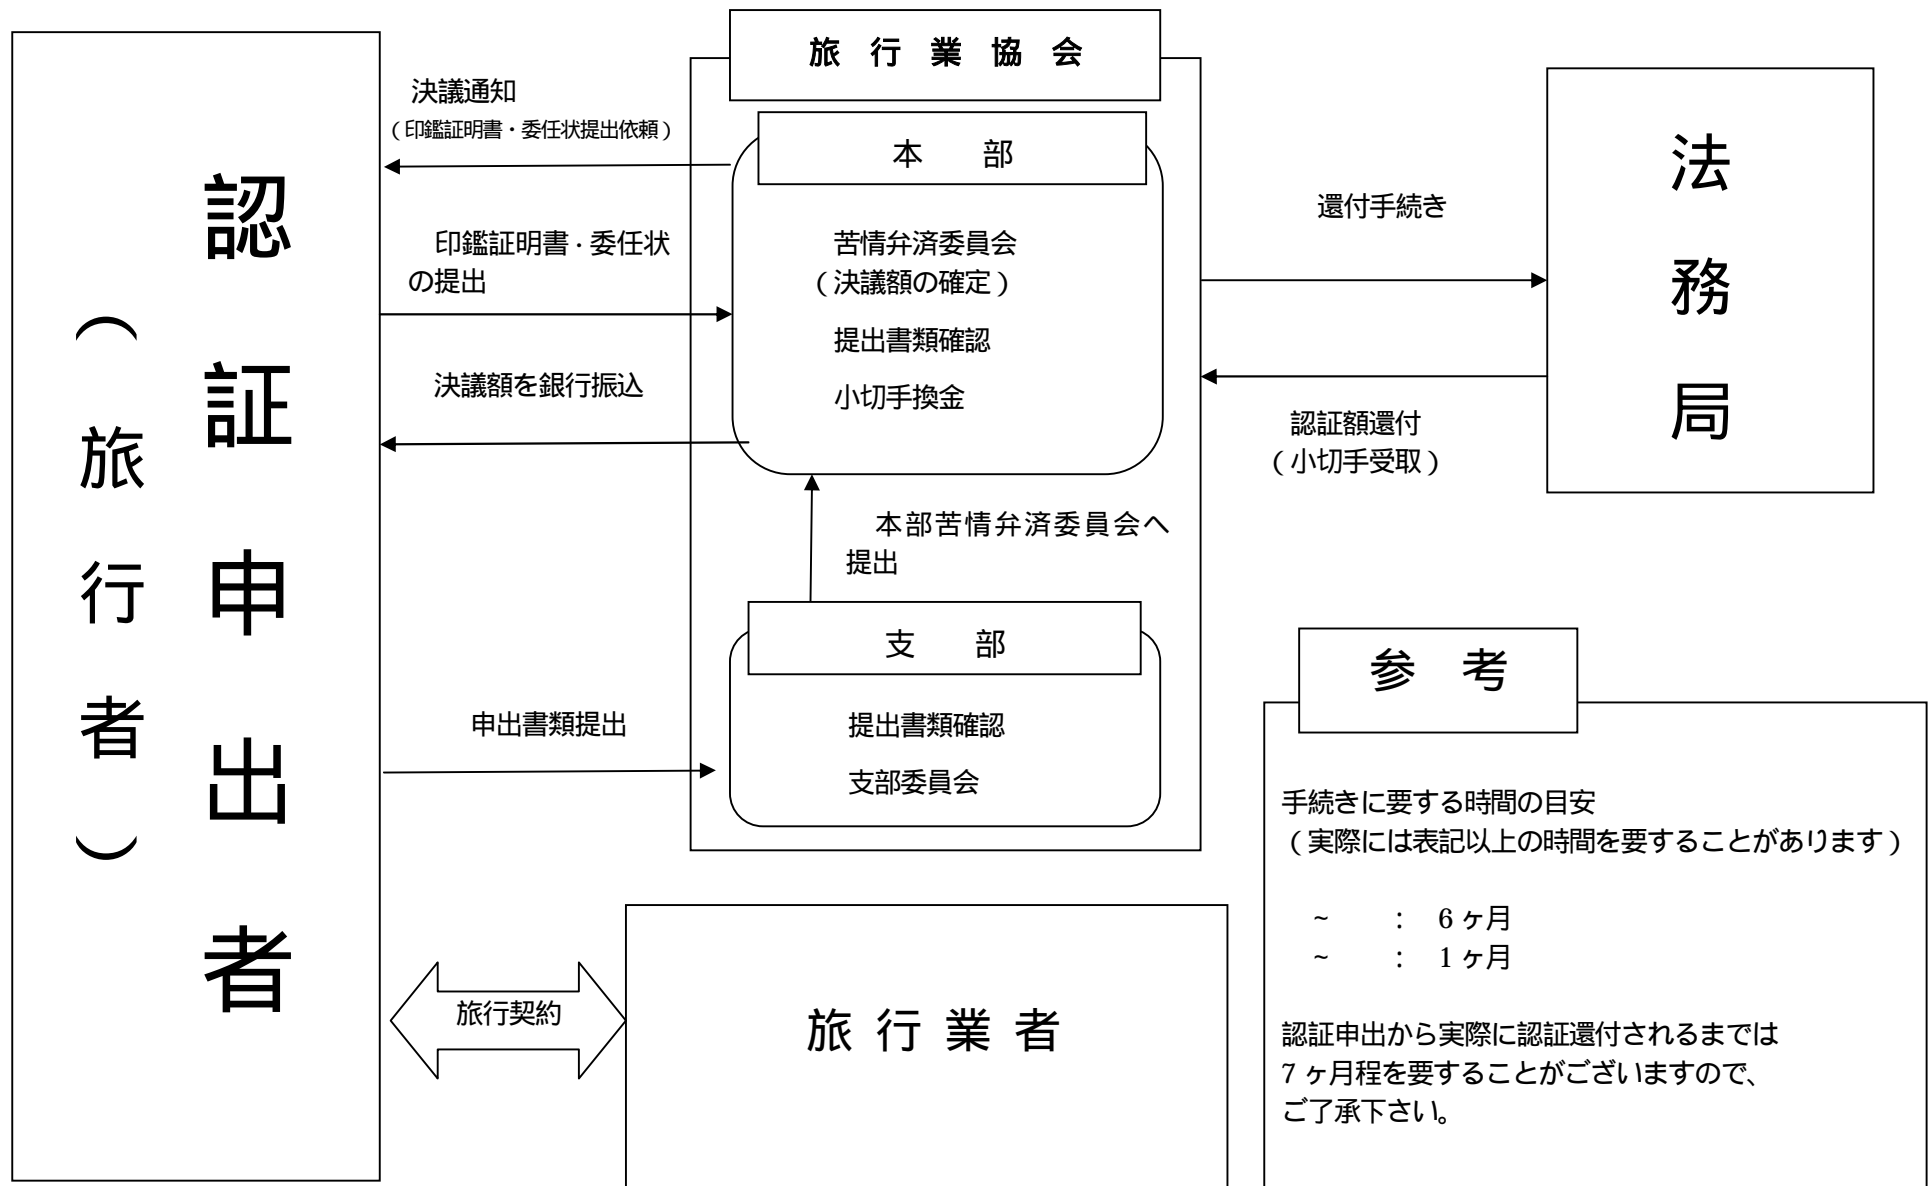 認証申出者
（旅行者）
旅行業協会
本部
決議通知
（印鑑証明書・委任状提出依頼）
印鑑証明書・委任状
の提出
決議額を銀行振込
苦情弁済委員会
（決議額の確定）
提出書類確認
小切手換金
本部苦情弁済委員会へ
提出
支部
提出書類確認
支部委員会
申出書類提出
還付手続き
認証額還付
（小切手受取）
法務局
旅行契約
旅行業者
参考
手続きに要する時間の目安
（実際には表記以上の時間を要することがあります）
~ : 6ヶ月
~ : 1ヶ月
認証申出から実際に認証還付されるまでは
7ヶ月程を要することがございますので、
ご了承下さい。